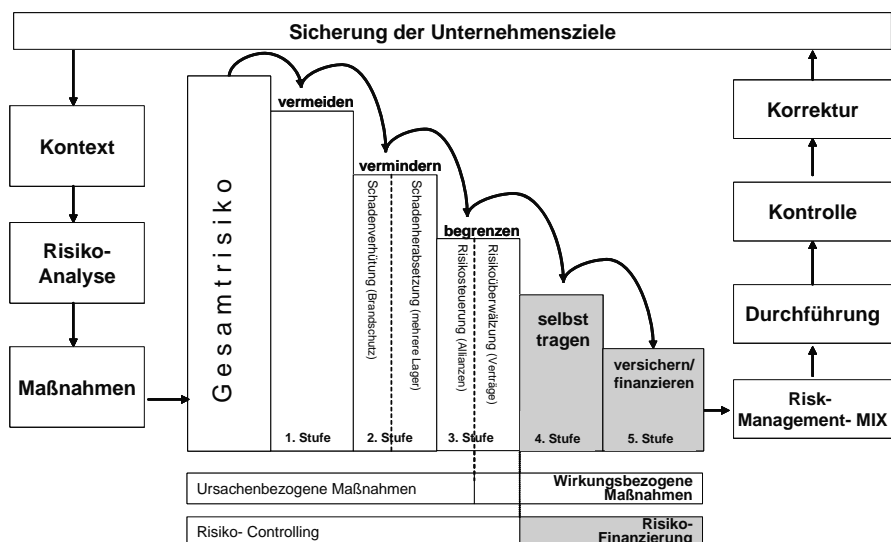 Sicherung der Unternehmensziele
Kontext
Risiko-
Analyse
Maßnahmen
Gesamtrisiko
vermeiden
1. Stufe
vermindern
Schadenverhütung (Brandschutz)
Schadenherabsetzung (mehrere Lager)
2. Stufe
begrenzen
Risikosteuerung (Allianzen)
Risikoüberwälzung (Verträge)
3. Stufe
selbst
tragen
4. Stufe
versichern/
finanzieren
5. Stufe
Risk-
Management- MIX
Durchführung
Kontrolle
Korrektur
Ursachenbezogene Maßnahmen
Wirkungsbezogene
Maßnahmen
Risiko- Controlling
Risiko-
Finanzierung